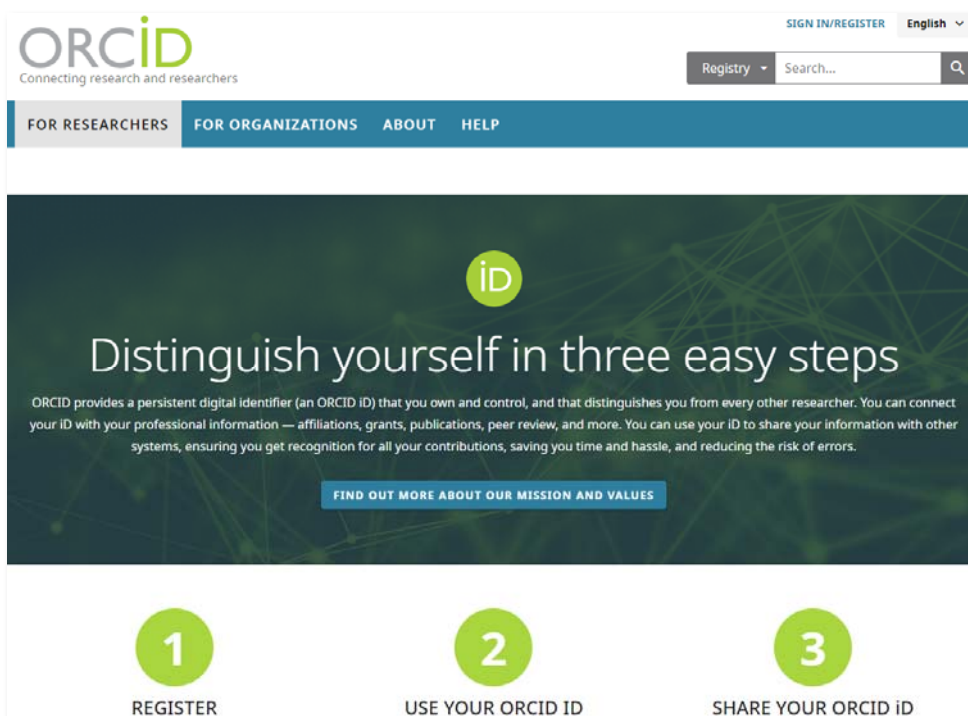 SIGN IN/REGISTER English
ORCiD
Connecting research and researchers
Registry Search...
FOR RESEARCHERS FOR ORGANIZATIONS ABOUT HELP
iD
Distinguish yourself in three easy steps
ORCID provides a persistent digital identifier (an ORCID iD) that you own and control, and that distinguishes you from every other researcher. You can connect
your iD with your professional information — affiliations, grants, publications, peer review, and more. You can use your iD to share your information with other
systems, ensuring you get recognition for all your contributions, saving you time and hassle, and reducing the risk of errors.
FIND OUT MORE ABOUT OUR MISSION AND VALUES
1 2 3
REGISTER USE YOUR ORCID ID SHARE YOUR ORCID iD